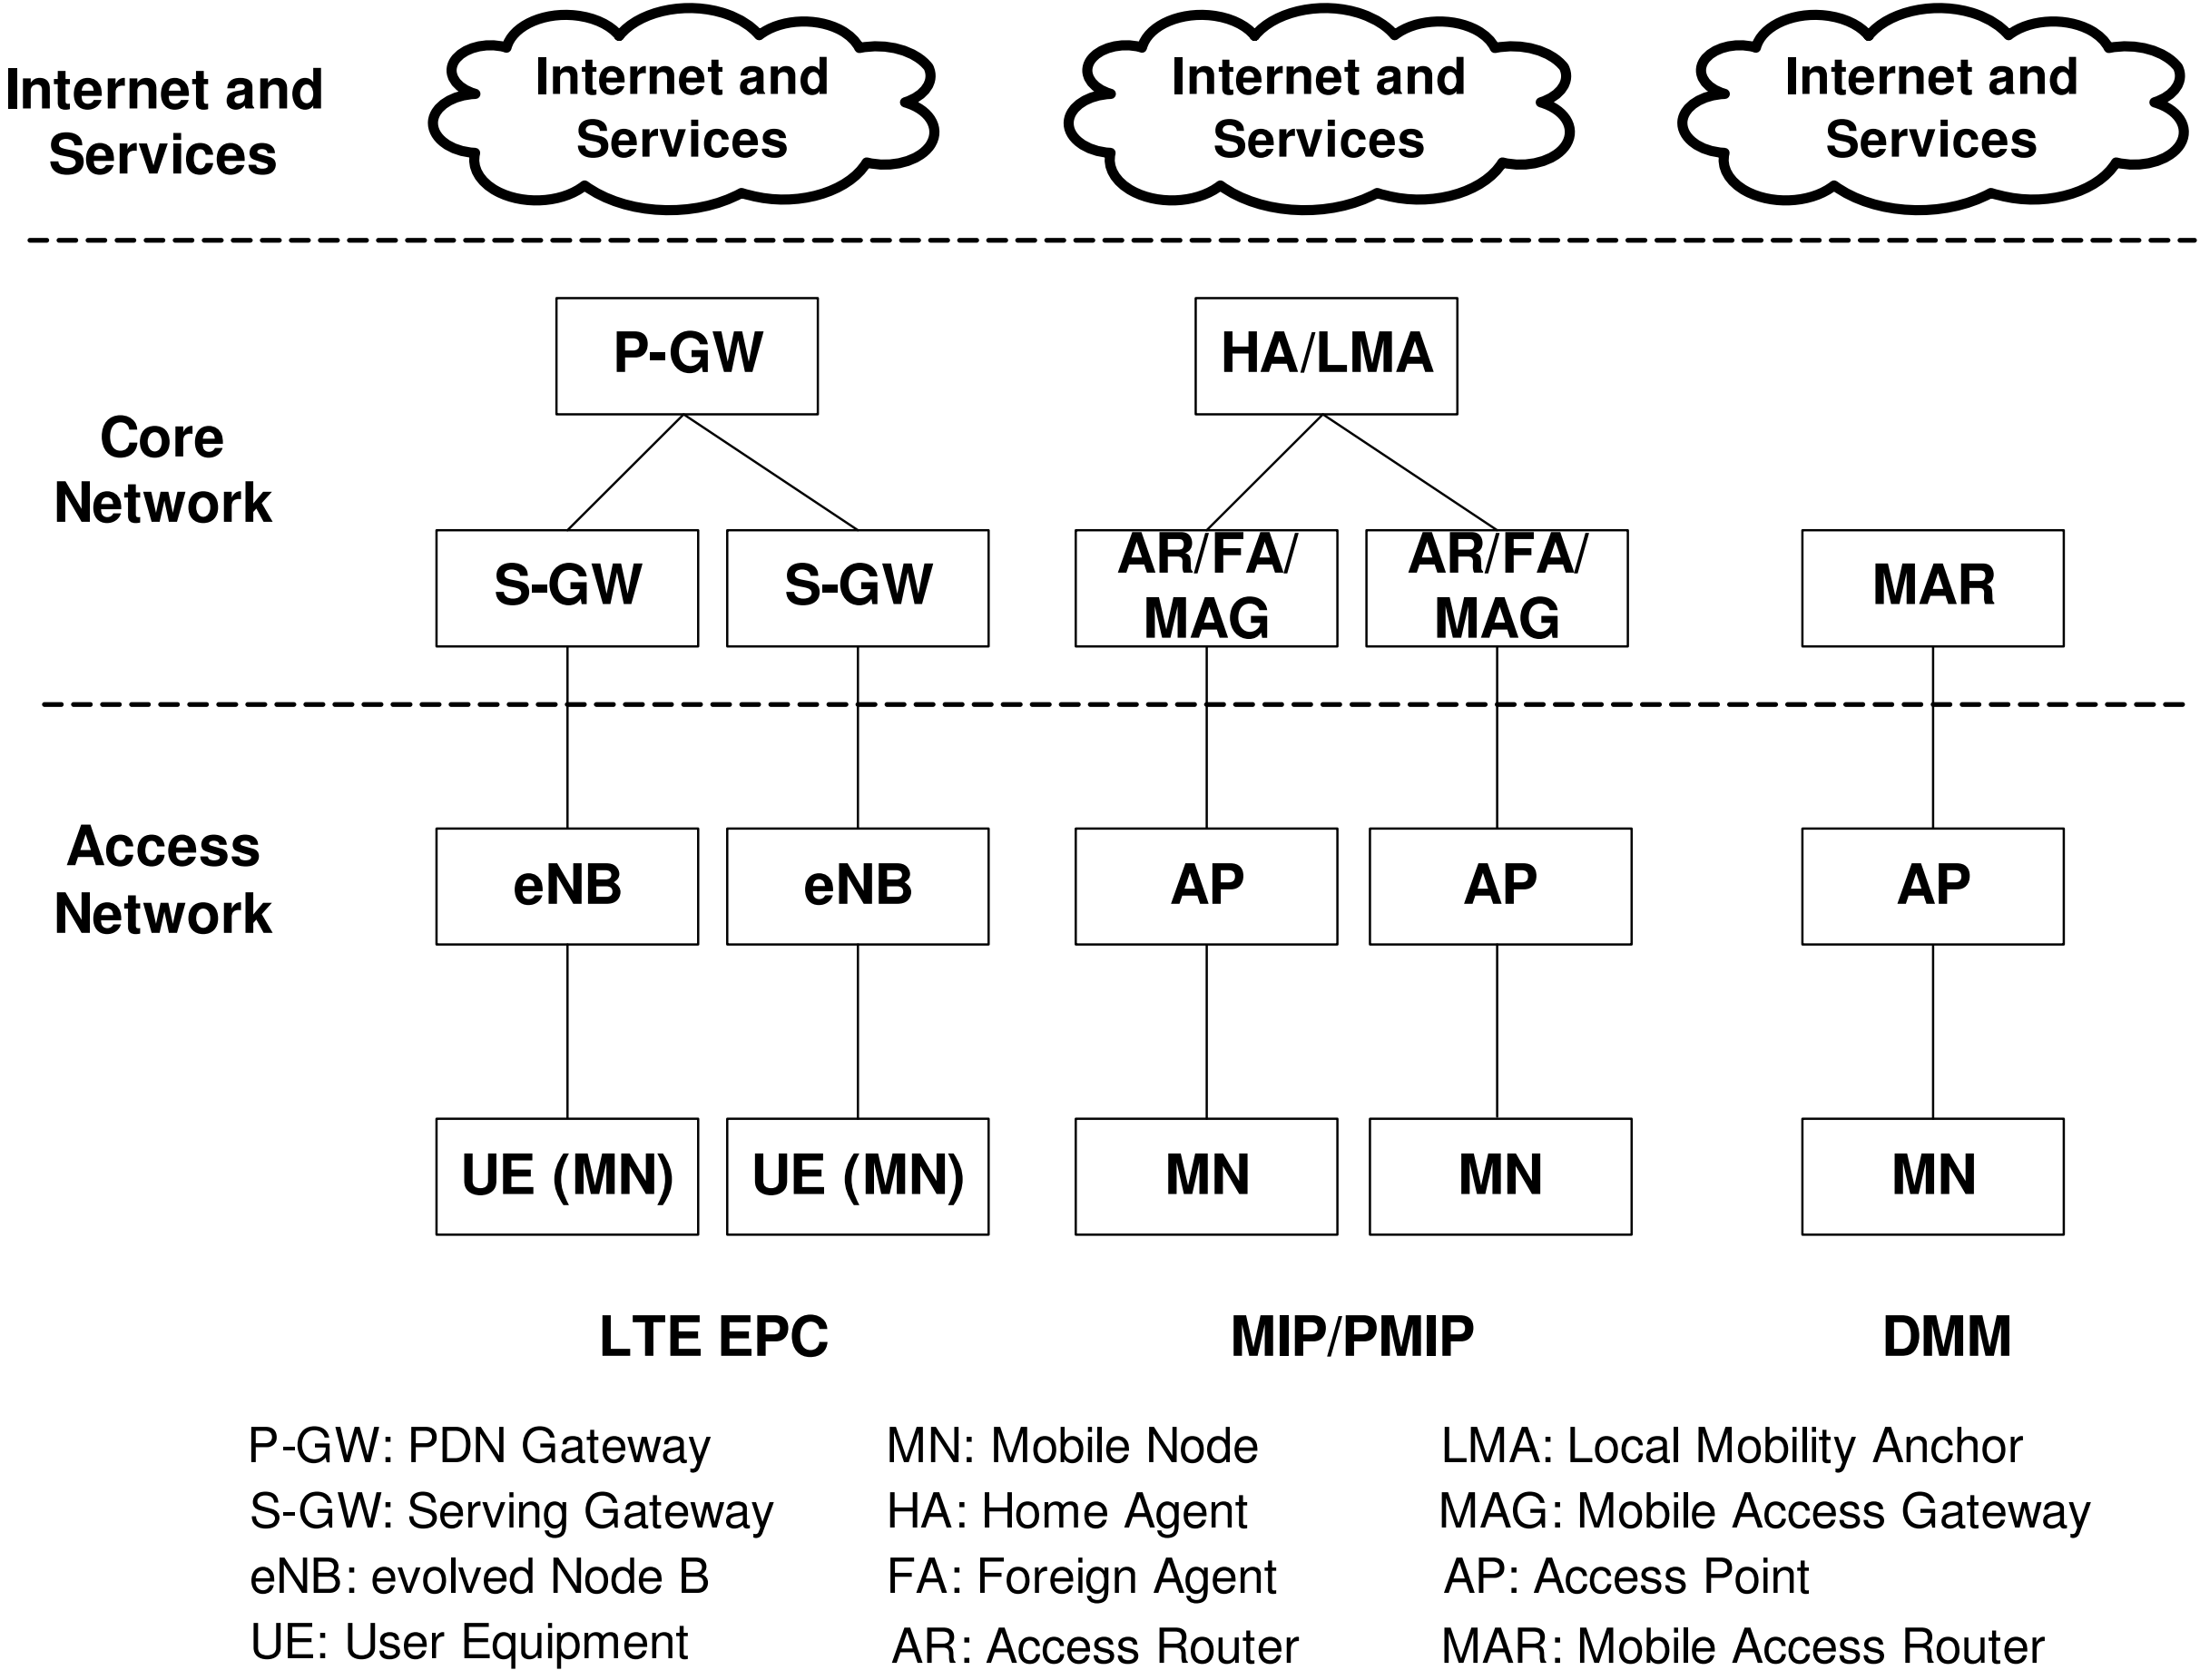 Internet and
Services
Internet and
Services
Internet and
Services
Internet and
Services
P-GW
HA/LMA
Core
Network
S-GW
S-GW
AR/FA/
MAG
AR/FA/
MAG
MAR
Access
Network
eNB
eNB
AP
AP
AP
UE (MN)
UE (MN)
MN
MN
MN
LTE EPC
MIP/PMIP
DMM
P-GW: PDN Gateway
S-GW: Serving Gateway
eNB: evolved Node B
UE: User Equipment
MN: Mobile Node
HA: Home Agent
FA: Foreign Agent
AR: Access Router
LMA: Local Mobility Anchor
MAG: Mobile Access Gateway
AP: Access Point
MAR: Mobile Access Router